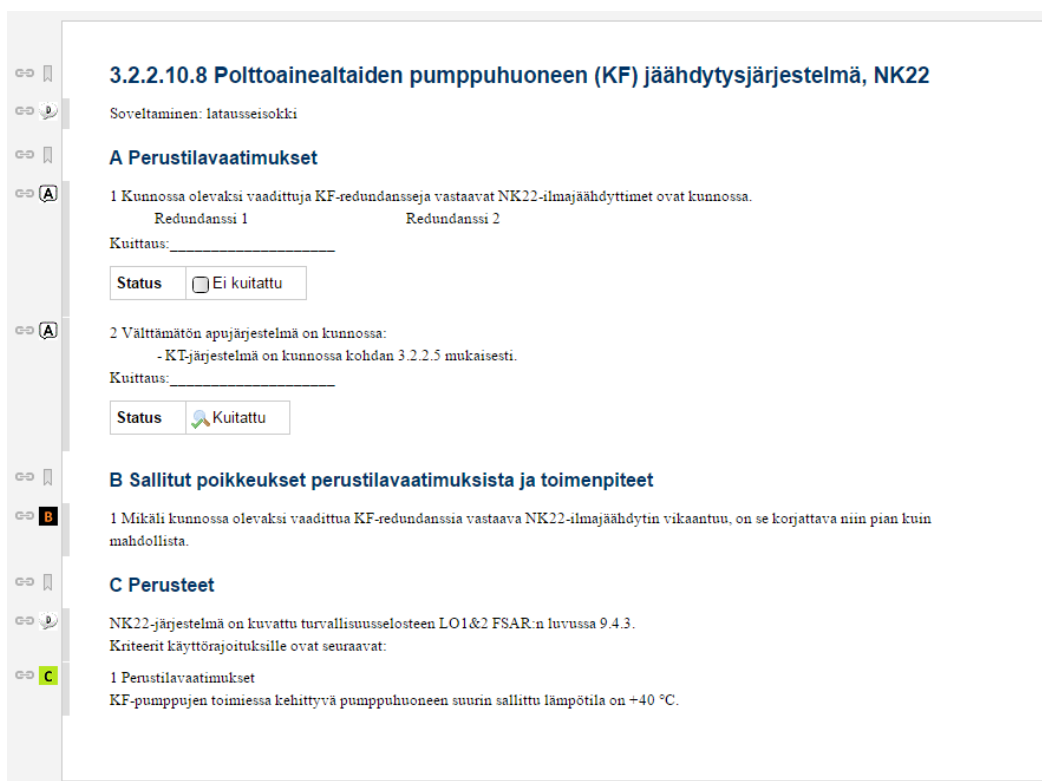 3.2.2.10.8 Polttoainealtaiden pumppuhuoneen (KF) jäähdytysjärjestelmä, NK22
D
Soveltaminen: latausseisokki
A Perustilavaatimukset
A
1 Kunnossa olevaksi vaadittuja KF-redundansseja vastaavat NK22-ilmajäähdyttimet ovat kunnossa.
Redundanssi 1 Redundanssi 2
Kuittaus:____________________
Status Ei kuitattu
A
2 Välttämätön apujärjestelmä on kunnossa:
- KT-järjestelmä on kunnossa kohdan 3.2.2.5 mukaisesti.
Kuittaus:____________________
Status Kuitattu
B Sallitut poikkeukset perustilavaatimuksista ja toimenpiteet
B
1 Mikäli kunnossa olevaksi vaadittua KF-redundanssia vastaava NK22-ilmajäähdytin vikaantuu, on se korjattava niin pian kuin
mahdollista.
C Perusteet
D
NK22-järjestelmä on kuvattu turvallisuusselosteen LO1&2 FSAR:n luvussa 9.4.3.
Kriteerit käyttörajoituksille ovat seuraavat:
C
1 Perustilavaatimukset
KF-pumppujen toimiessa kehittyvä pumppuhuoneen suurin sallittu lämpötila on +40 °C.